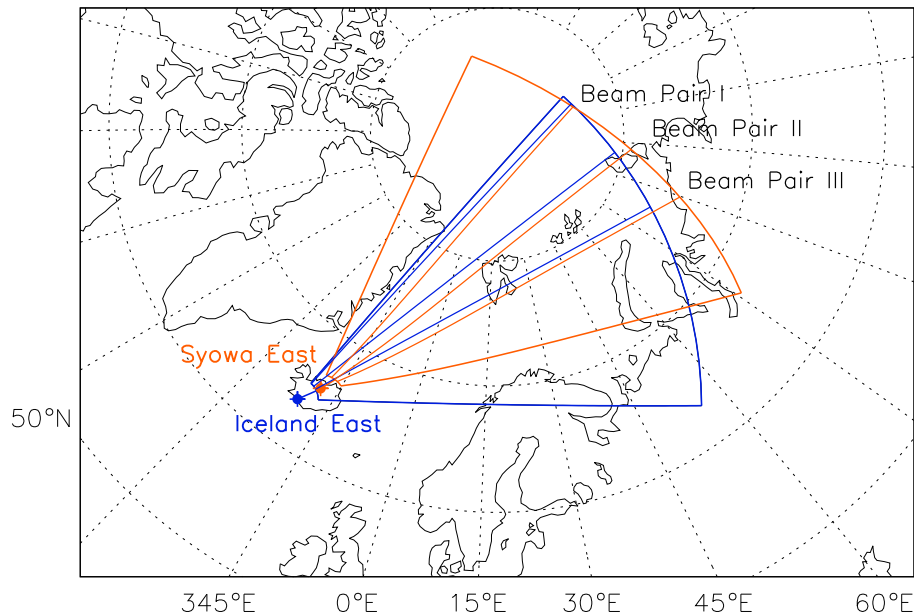 Beam Pair I
Beam Pair II
Beam Pair III
Syowa East
Iceland East
50°N
345°E 0°E 15°E 30°E 45°E 60°E